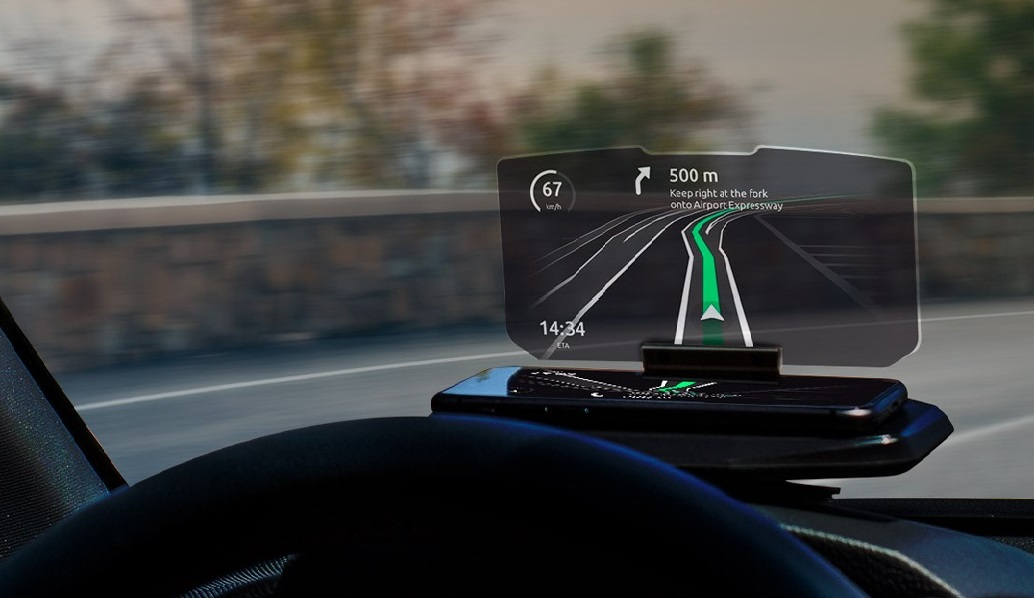 67
km/h
500 m
Keep right at the fork
onto Airport Expressway
14:34
ETA